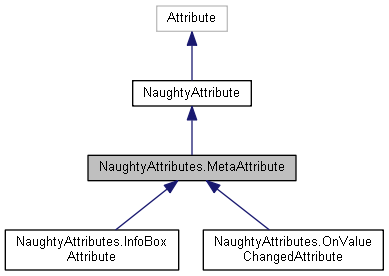 Attribute
NaughtyAttribute
NaughtyAttributes.MetaAttribute
NaughtyAttributes.InfoBox
Attribute
NaughtyAttributes.OnValue
ChangedAttribute